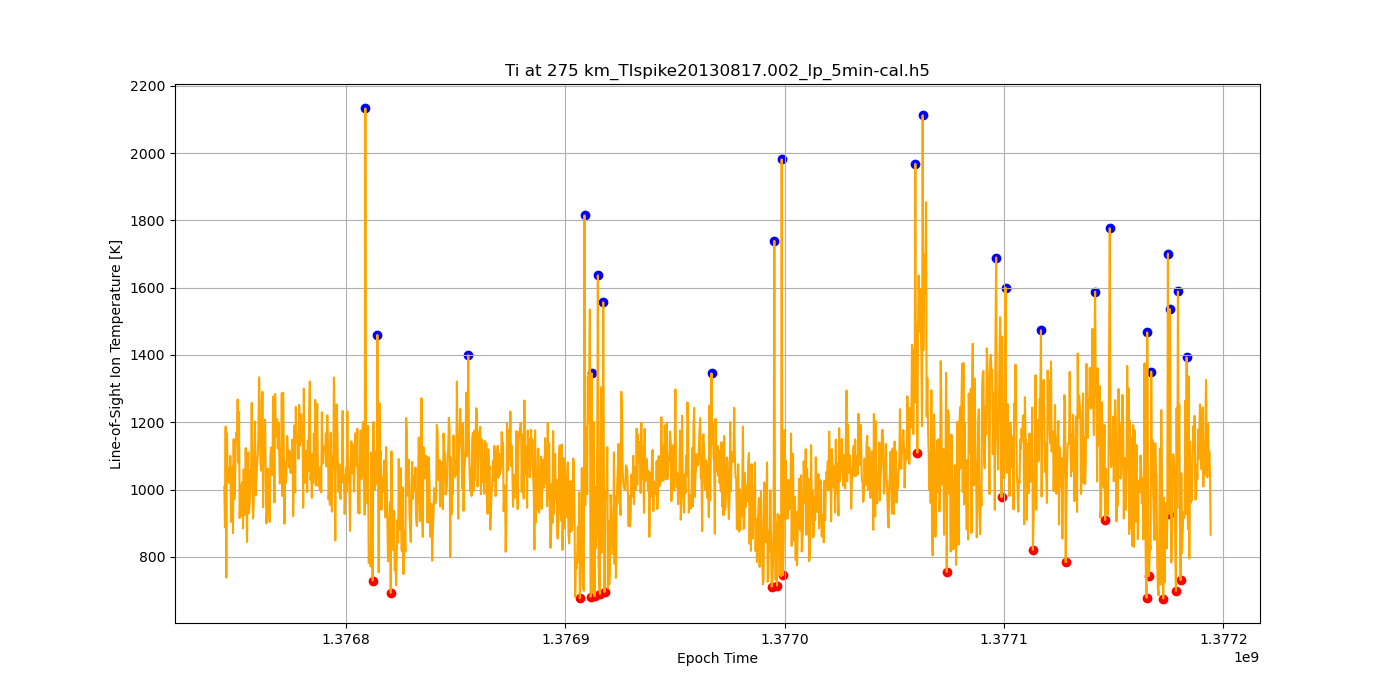 Ti at 275 km_TIspike20130817.002_lp_5min-cal.h5
Line-of-Sight Ion Temperature [K]
2200
2000
1800
1600
1400
1200
1000
800
1.3768 1.3769 1.3770 1.3771 1.3772
1e9
Epoch Time